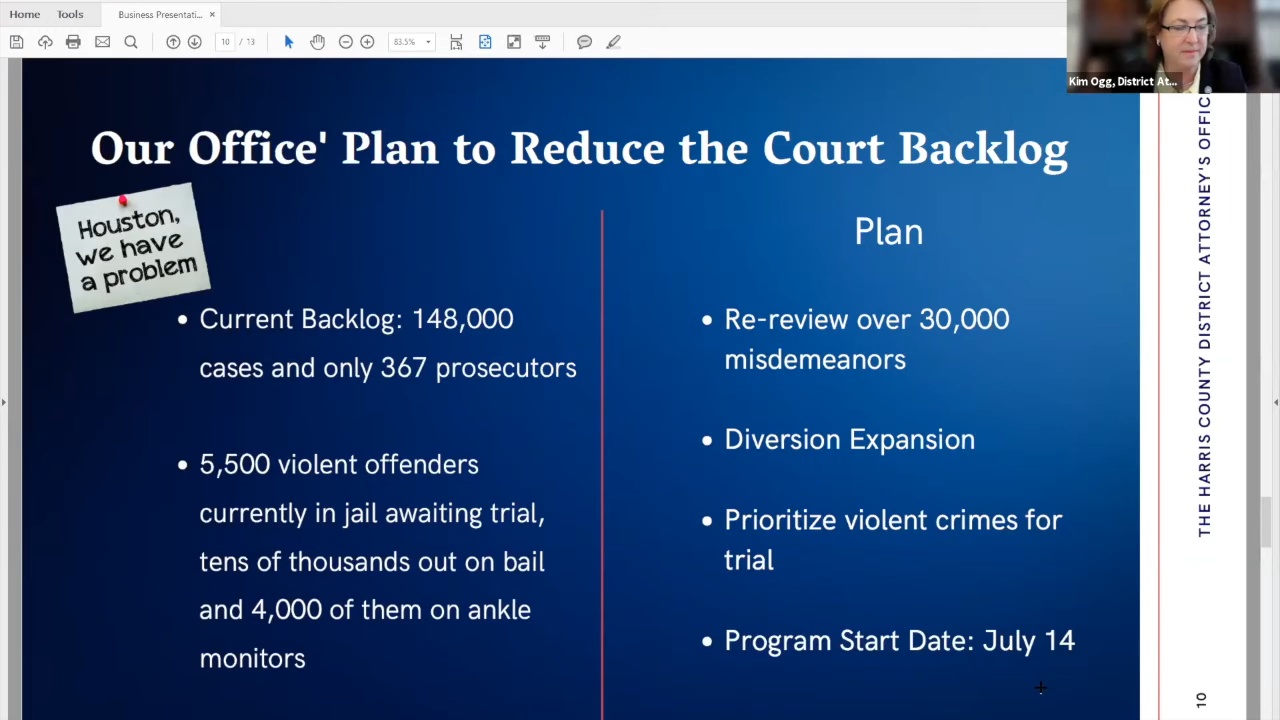 Home
Tools
Business Presentati...
10 / 13
83.5%
Kim Ogg, District At...
Our Office' Plan to Reduce the Court Backlog
Houston,
we have
a problem
• Current Backlog: 148,000
cases and only 367 prosecutors
• 5,500 violent offenders
currently in jail awaiting trial,
tens of thousands out on bail
and 4,000 of them on ankle
monitors
Plan
• Re-review over 30,000
misdemeanors
• Diversion Expansion
• Prioritize violent crimes for
trial
• Program Start Date: July 14
THE HARRIS COUNTY DISTRICT ATTORNEY'S OFFIC
10